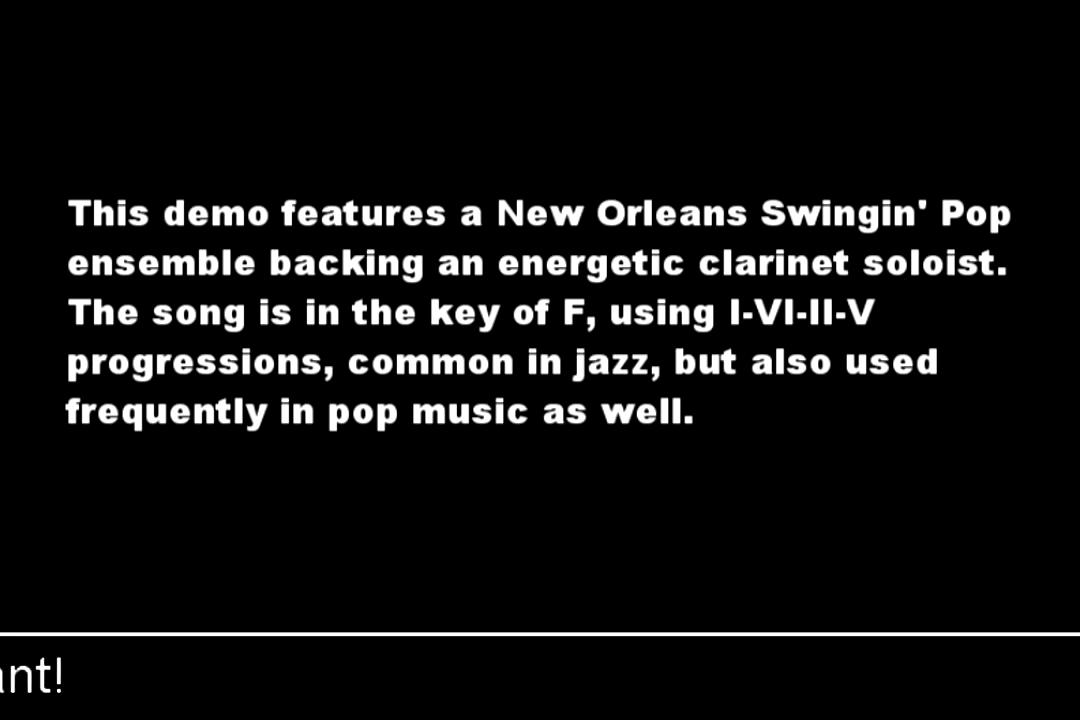 This demo features a New Orleans Swingin' Pop
ensemble backing an energetic clarinet soloist.
The song is in the key of F, using I-VI-II-V
progressions, common in jazz, but also used
frequently in pop music as well.
ant!